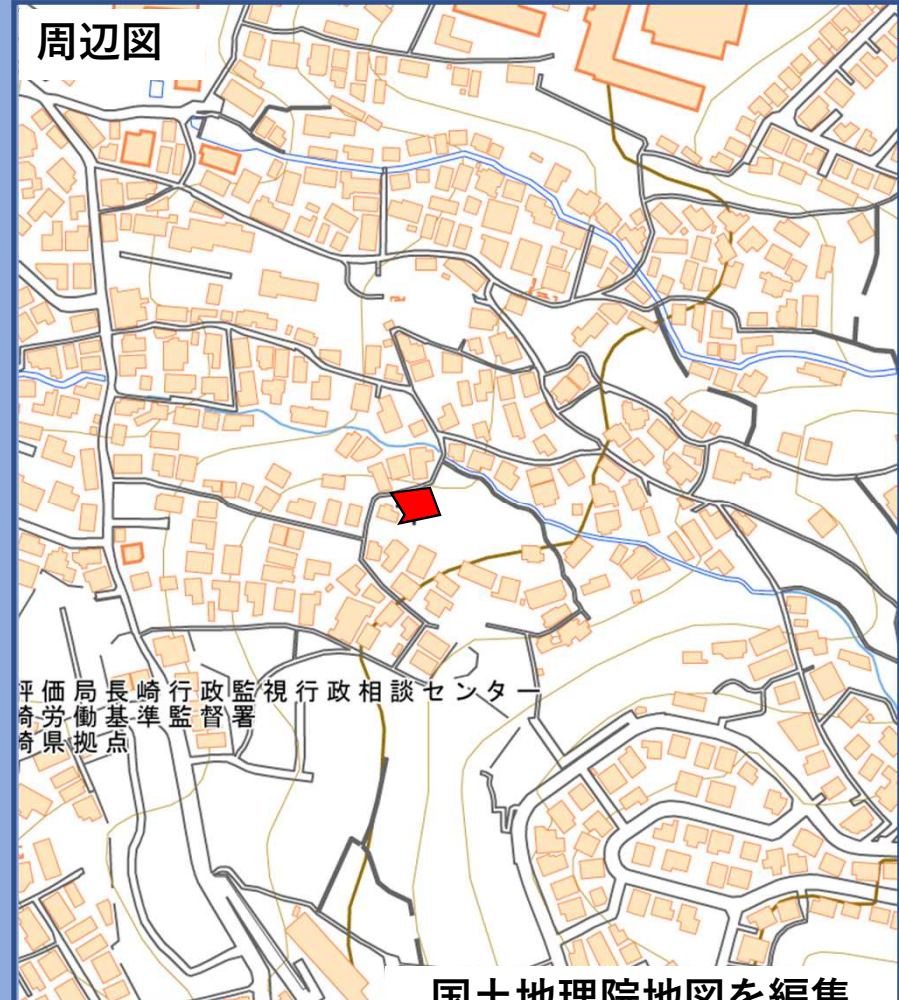 周辺図
評価局長崎行政監視行政相談センター
崎労働基準監督署
崎県拠点
国土地理院地図を編集